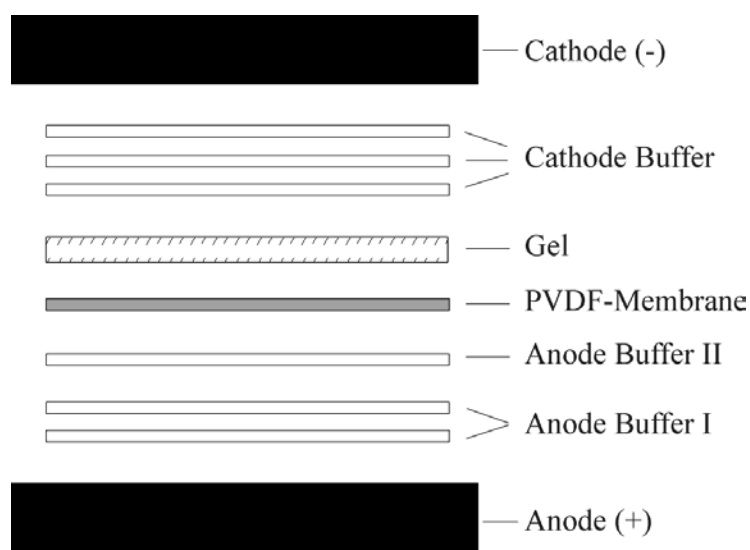 Cathode (-)
Cathode Buffer
Gel
PVDF-Membrane
Anode Buffer II
Anode Buffer I
Anode (+)